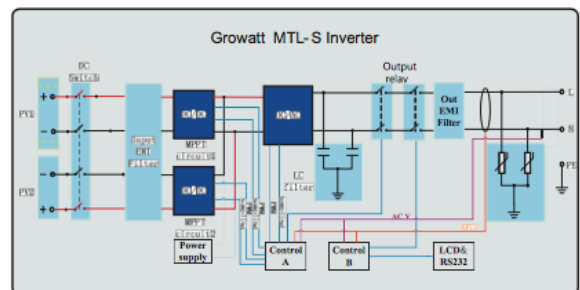 Growatt MTL-S Inverter
DC
Switch
Output
relay
PV1
+
-
PV2
-
+
Input
EMI
Filter
DC/DC
MPPT
circuit1
DC/DC
MPPT
circuit2
DC/AC
LC
filter
Out
EMI
Filter
L
N
PE
AC V
Power
supply
Control
A
Control
B
LCD&
RS232